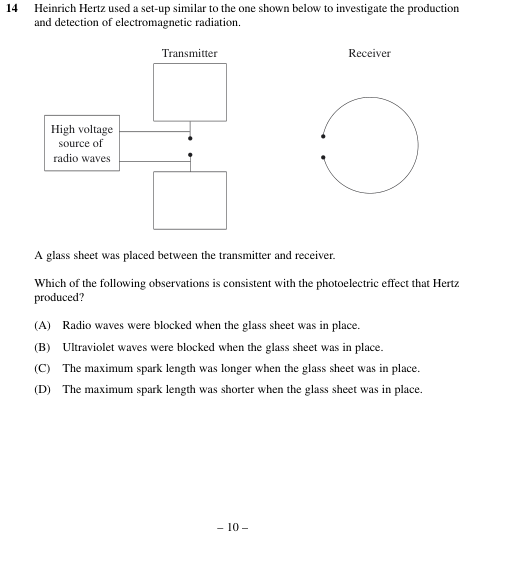 14 Heinrich Hertz used a set-up similar to the one shown below to investigate the production
and detection of electromagnetic radiation.
Transmitter Receiver
High voltage
source of
radio waves
A glass sheet was placed between the transmitter and receiver.
Which of the following observations is consistent with the photoelectric effect that Hertz
produced?
(A) Radio waves were blocked when the glass sheet was in place.
(B) Ultraviolet waves were blocked when the glass sheet was in place.
(C) The maximum spark length was longer when the glass sheet was in place.
(D) The maximum spark length was shorter when the glass sheet was in place.
– 10 –